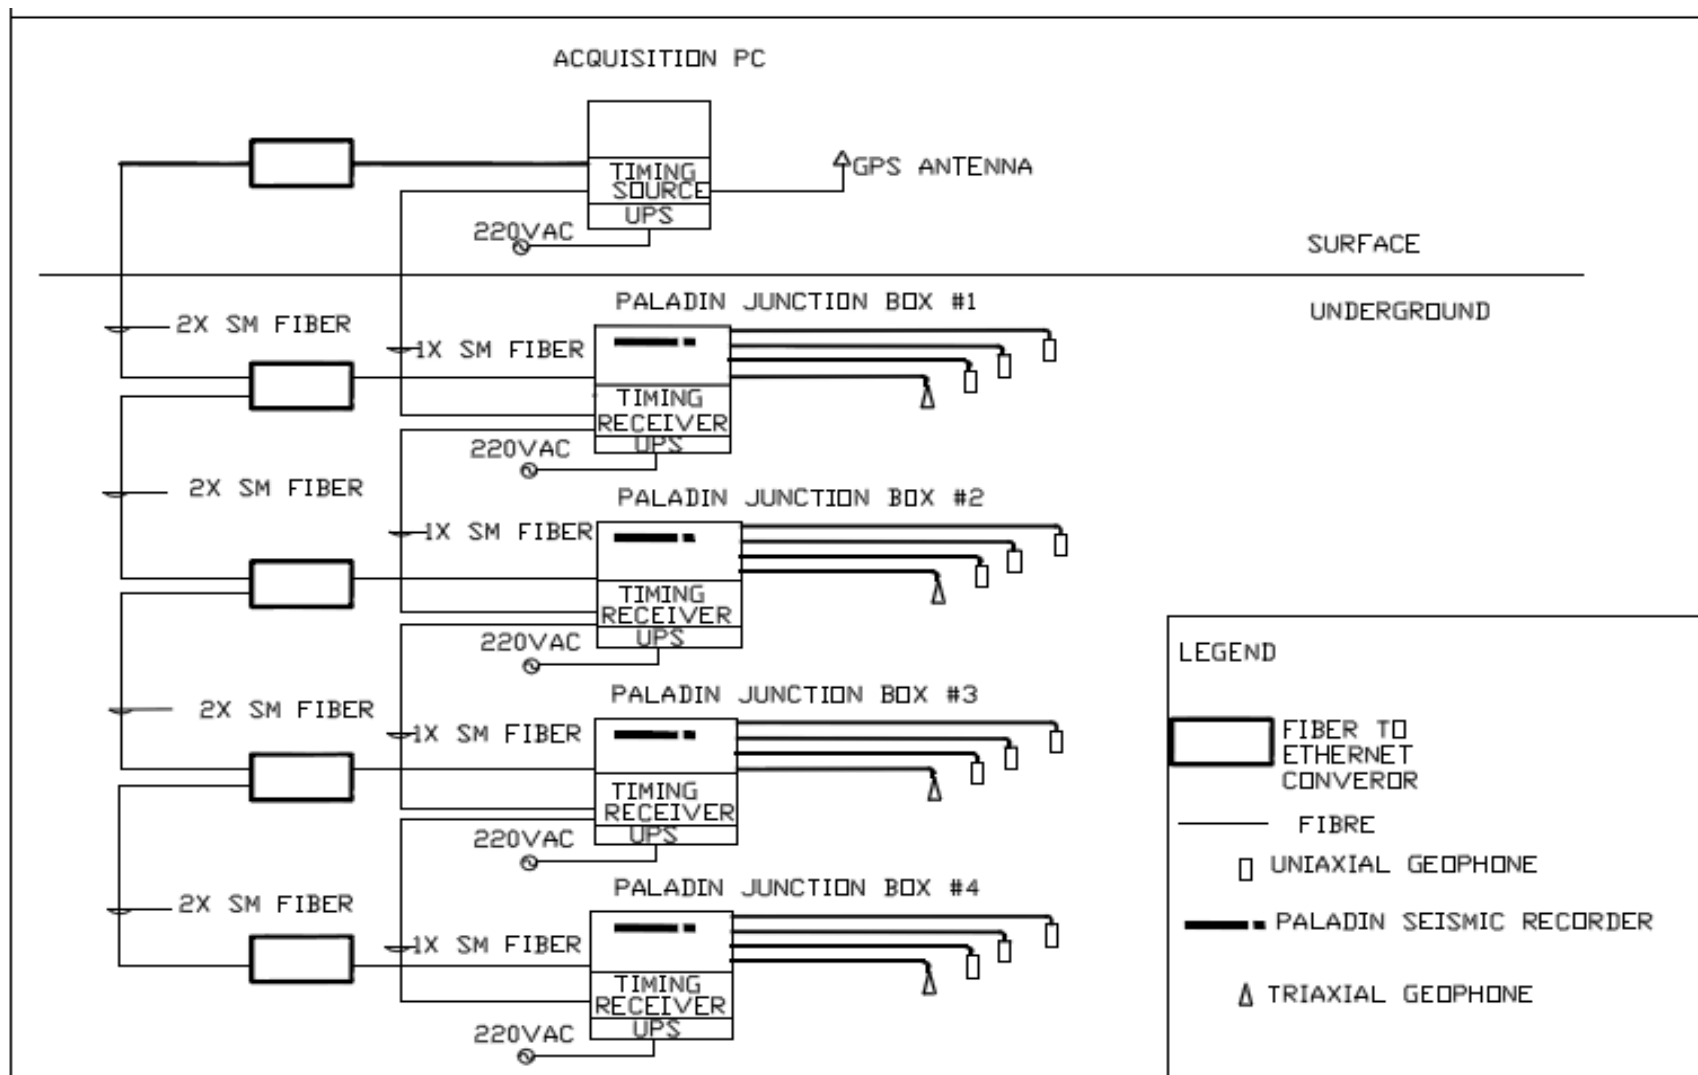 ACQUISITION PC
TIMING
SOURCE
UPS
GPS ANTENNA
220VAC
SURFACE
UNDERGROUND
PALADIN JUNCTION BOX #1
2X SM FIBER
1X SM FIBER
TIMING
RECEIVER
UPS
220VAC
PALADIN JUNCTION BOX #2
2X SM FIBER
1X SM FIBER
TIMING
RECEIVER
UPS
220VAC
PALADIN JUNCTION BOX #3
2X SM FIBER
1X SM FIBER
TIMING
RECEIVER
UPS
220VAC
PALADIN JUNCTION BOX #4
2X SM FIBER
1X SM FIBER
TIMING
RECEIVER
UPS
220VAC
LEGEND
FIBER TO
ETHERNET
CONVEROR
FIBRE
UNIAXIAL GEOPHONE
PALADIN SEISMIC RECORDER
TRIAXIAL GEOPHONE